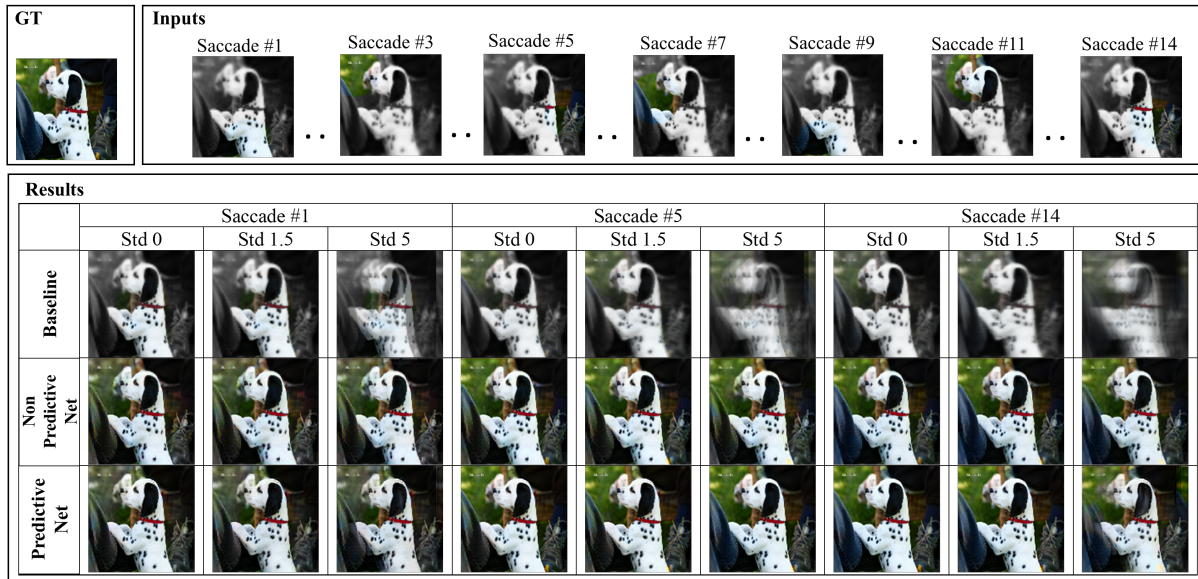 GT
Inputs
Saccade #1 Saccade #3 Saccade #5 Saccade #7 Saccade #9 Saccade #11 Saccade #14
Results
Saccade #1 Saccade #5 Saccade #14
Std 0 Std 1.5 Std 5 Std 0 Std 1.5 Std 5 Std 0 Std 1.5 Std 5
Baseline
Non
Predictive
Net
Predictive
Net